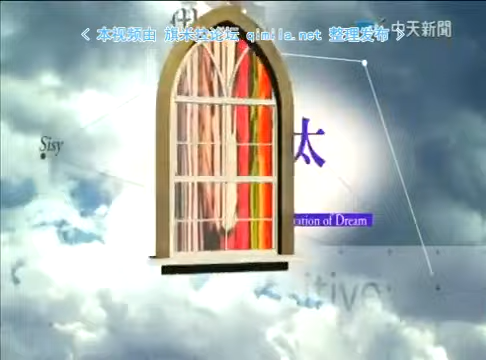 中天新聞
< 本视频由 旗米拉论坛 qimila.net 整理发布 >
Sisy
太
ation of Dream
itive: